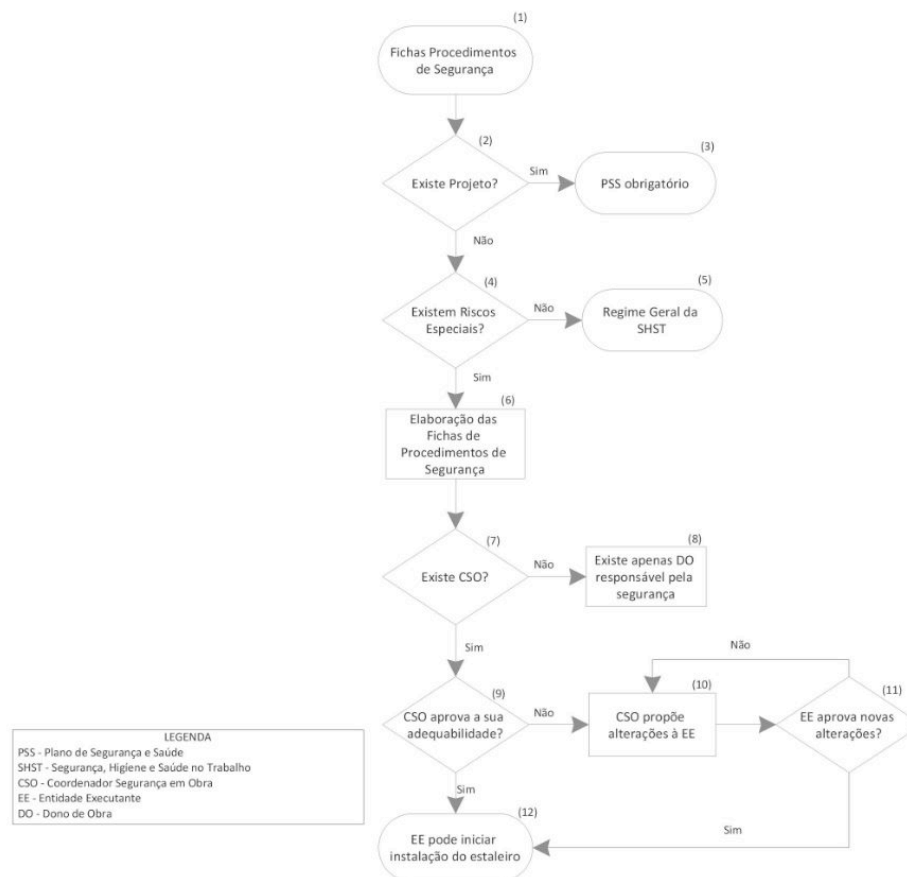 (1)
Fichas Procedimentos
de Segurança
(2)
Existe Projeto?
Sim
(3)
PSS obrigatório
Não
(4)
Existem Riscos
Especiais?
Não
(5)
Regime Geral da
SHST
Sim
(6)
Elaboração das
Fichas de
Procedimentos de
Segurança
(7)
Existe CSO?
Não
(8)
Existe apenas DO
responsável pela
segurança
Sim
(9)
CSO aprova a sua
adequabilidade?
Não
(10)
CSO propõe
alterações à EE
Não
(11)
EE aprova novas
alterações?
Sim
Sim
(12)
EE pode iniciar
instalação do estaleiro
LEGENDA
PSS - Plano de Segurança e Saúde
SHST - Segurança, Higiene e Saúde no Trabalho
CSO - Coordenador Segurança em Obra
EE - Entidade Executante
DO - Dono de Obra